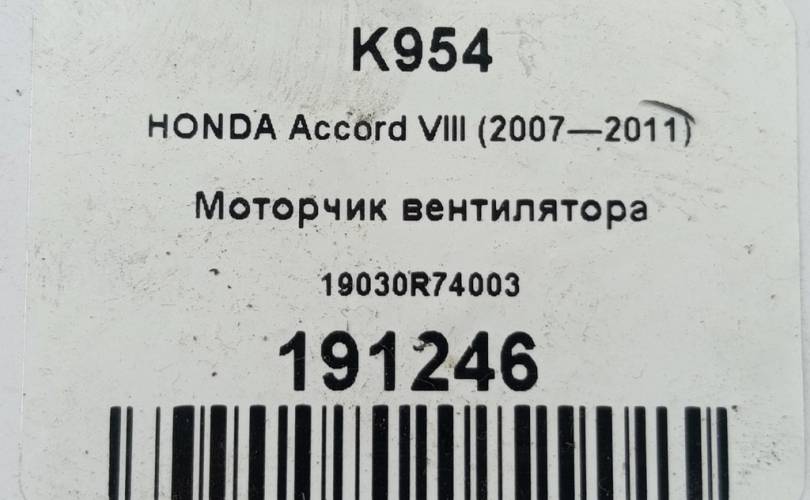 K954
HONDA Accord VIII (2007—2011)
Моторчик вентилятора
19030R74003
191246